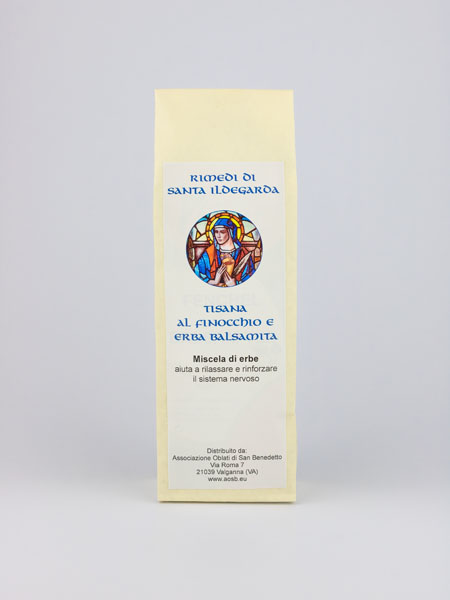 RIMEDI DI
SANTA ILDEGARDA
TISANA
AL FINOCCHIO E
ERBA BALSAMITA
Miscela di erbe
aiuta a rilassare e rinforzare
il sistema nervoso
Distribuito da:
Associazione Oblati di San Benedetto
Via Roma 7
21039 Valganna (VA)
www.aosb.eu